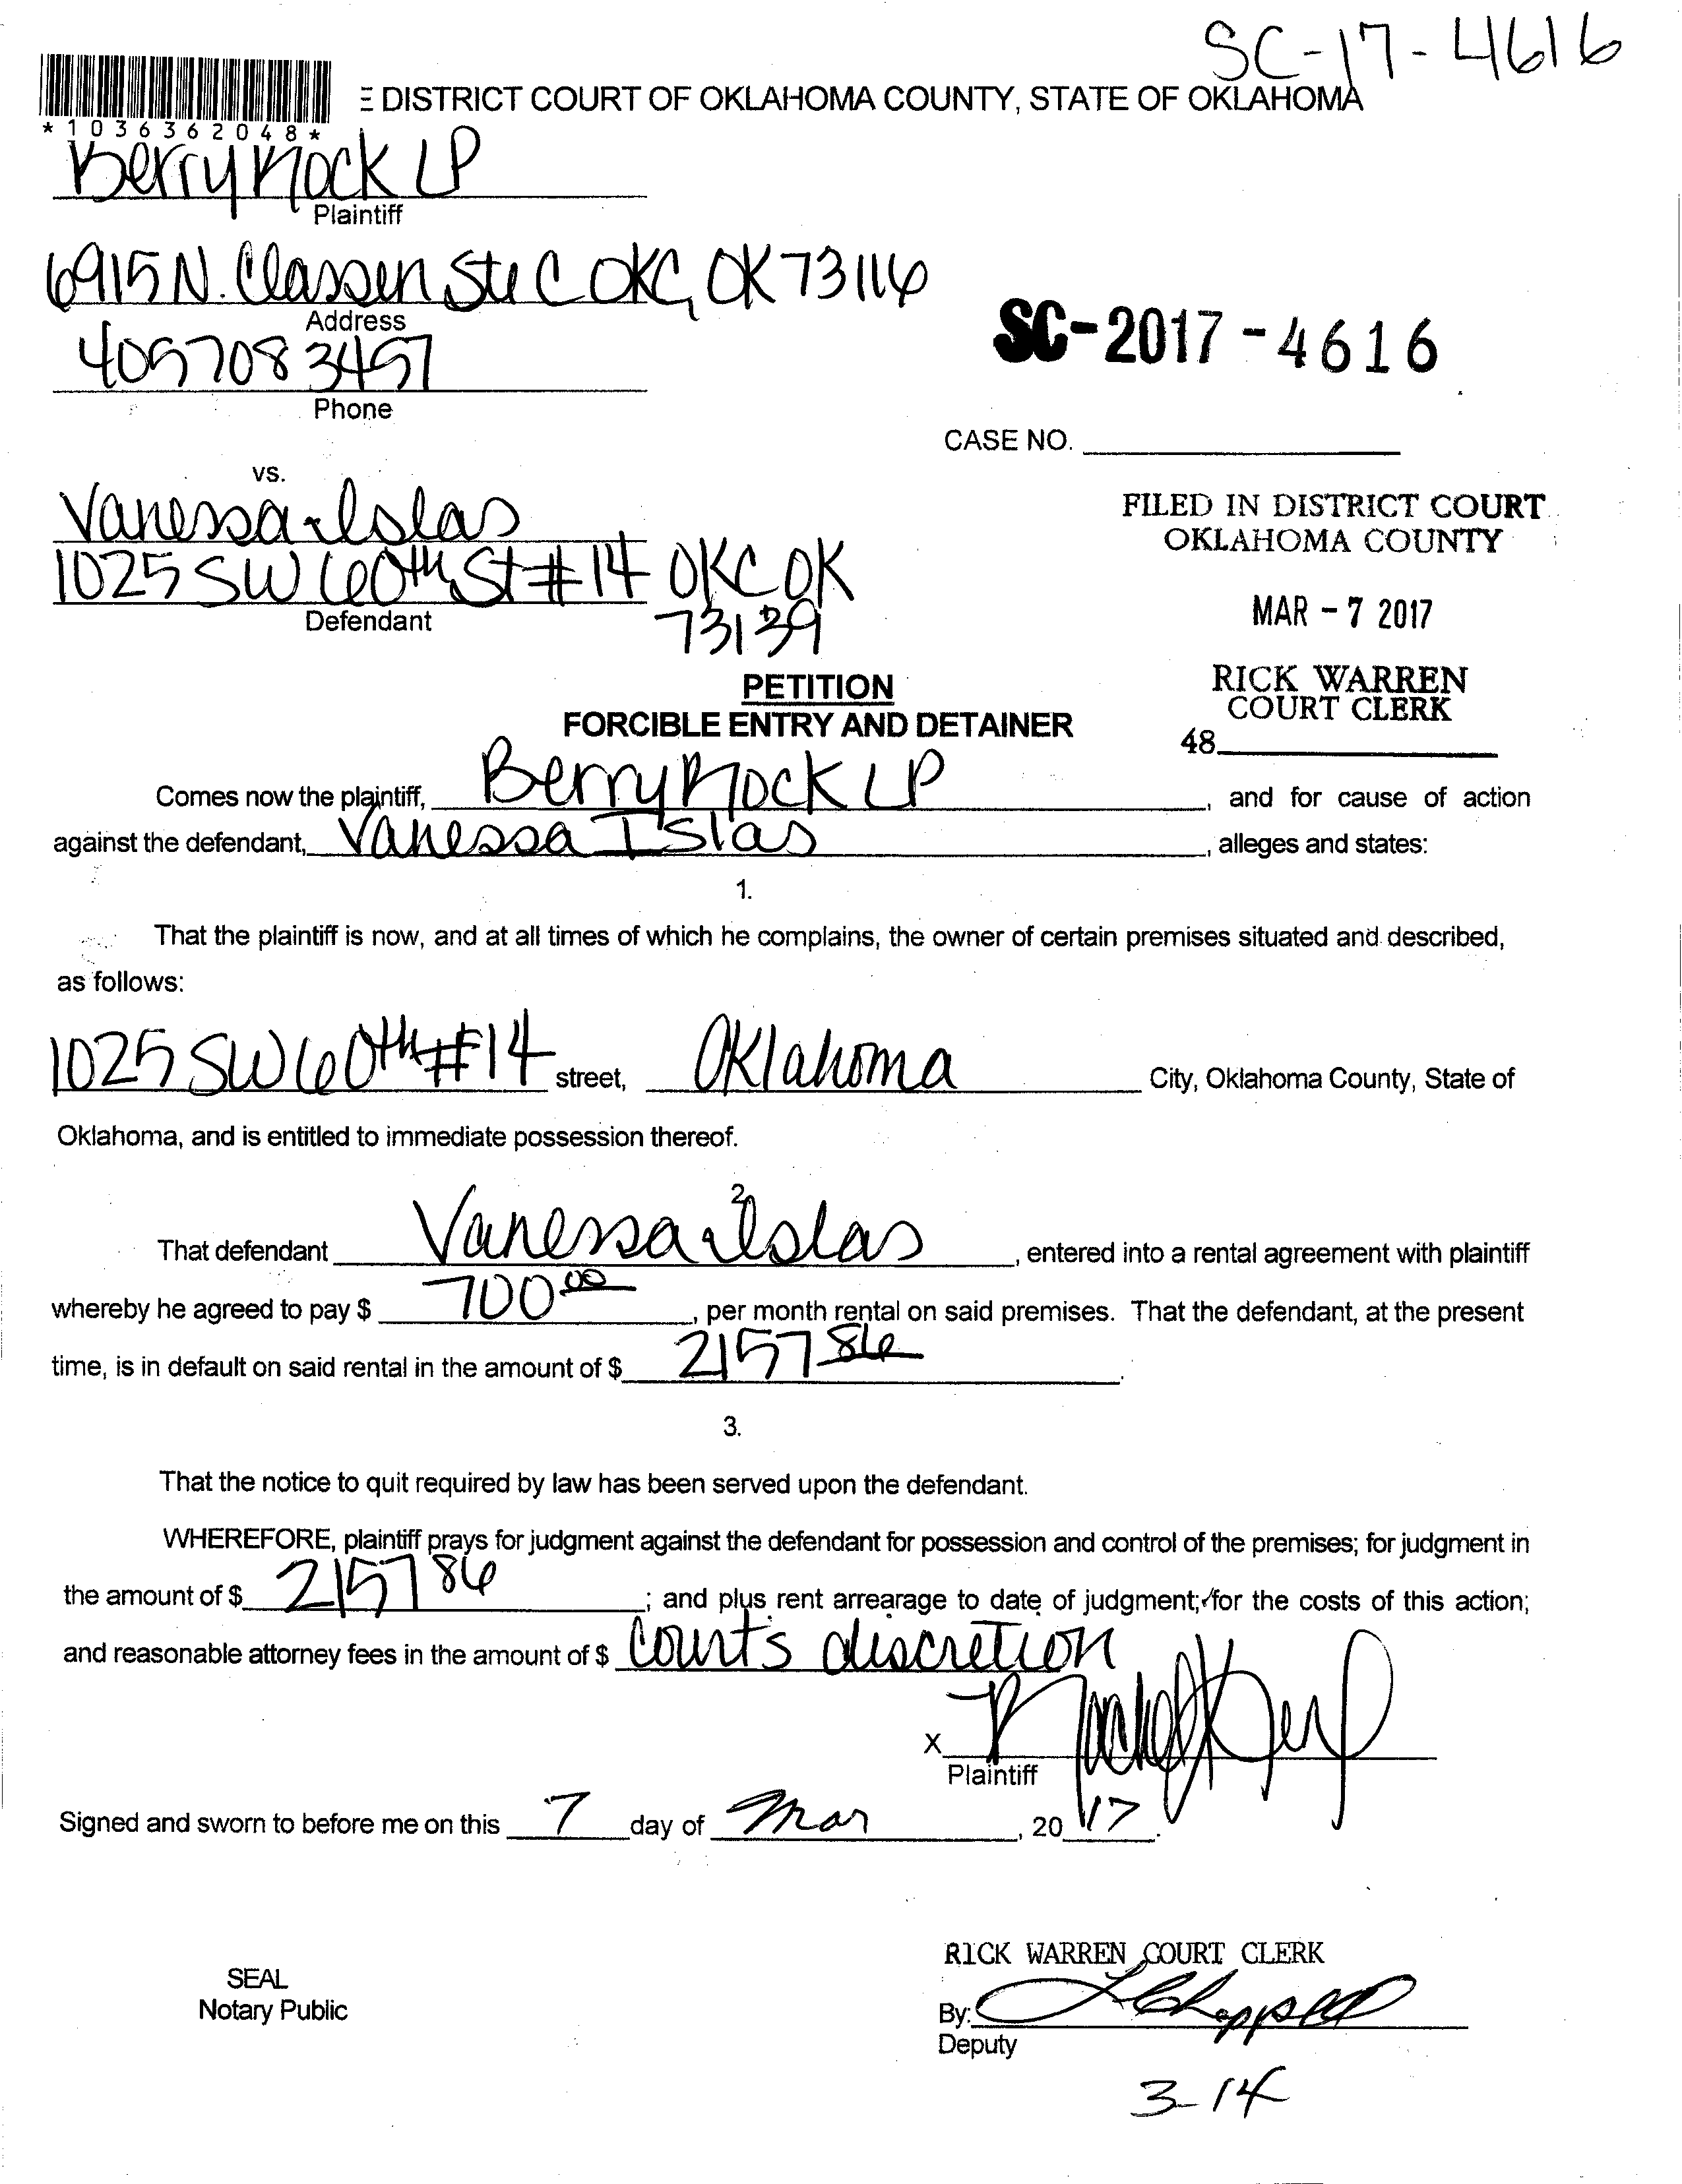 SC-17-4616
E DISTRICT COURT OF OKLAHOMA COUNTY, STATE OF OKLAHOMA
*1036362048*
Berry Rock LP
Plaintiff
6915 N. Classen Ste C OKC, OK 73116
Address
405 708 3457
Phone
SC-2017-4616
CASE NO.
vs.
Vanessa Islas
1025 SW 60th St #14 OKC OK
73139
Defendant
FILED IN DISTRICT COURT
OKLAHOMA COUNTY
MAR - 7 2017
RICK WARREN
COURT CLERK
48
PETITION
FORCIBLE ENTRY AND DETAINER
Comes now the plaintiff, Berry Rock LP, and for cause of action
against the defendant, Vanessa Islas, alleges and states:
1.
That the plaintiff is now, and at all times of which he complains, the owner of certain premises situated and described,
as follows:
1025 SW 60th #14 street, Oklahoma City, Oklahoma County, State of
Oklahoma, and is entitled to immediate possession thereof.
2.
That defendant Vanessa Islas, entered into a rental agreement with plaintiff
whereby he agreed to pay $ 700 00, per month rental on said premises. That the defendant, at the present
time, is in default on said rental in the amount of $ 2157 86.
3.
That the notice to quit required by law has been served upon the defendant.
WHEREFORE, plaintiff prays for judgment against the defendant for possession and control of the premises; for judgment in
the amount of $ 2157 86; and plus rent arrearage to date of judgment; for the costs of this action;
and reasonable attorney fees in the amount of $ Court's discretion
X
Plaintiff
Signed and sworn to before me on this 7 day of Mar, 20 17.
RICK WARREN COURT CLERK
SEAL
Notary Public
By:
Deputy
3-14